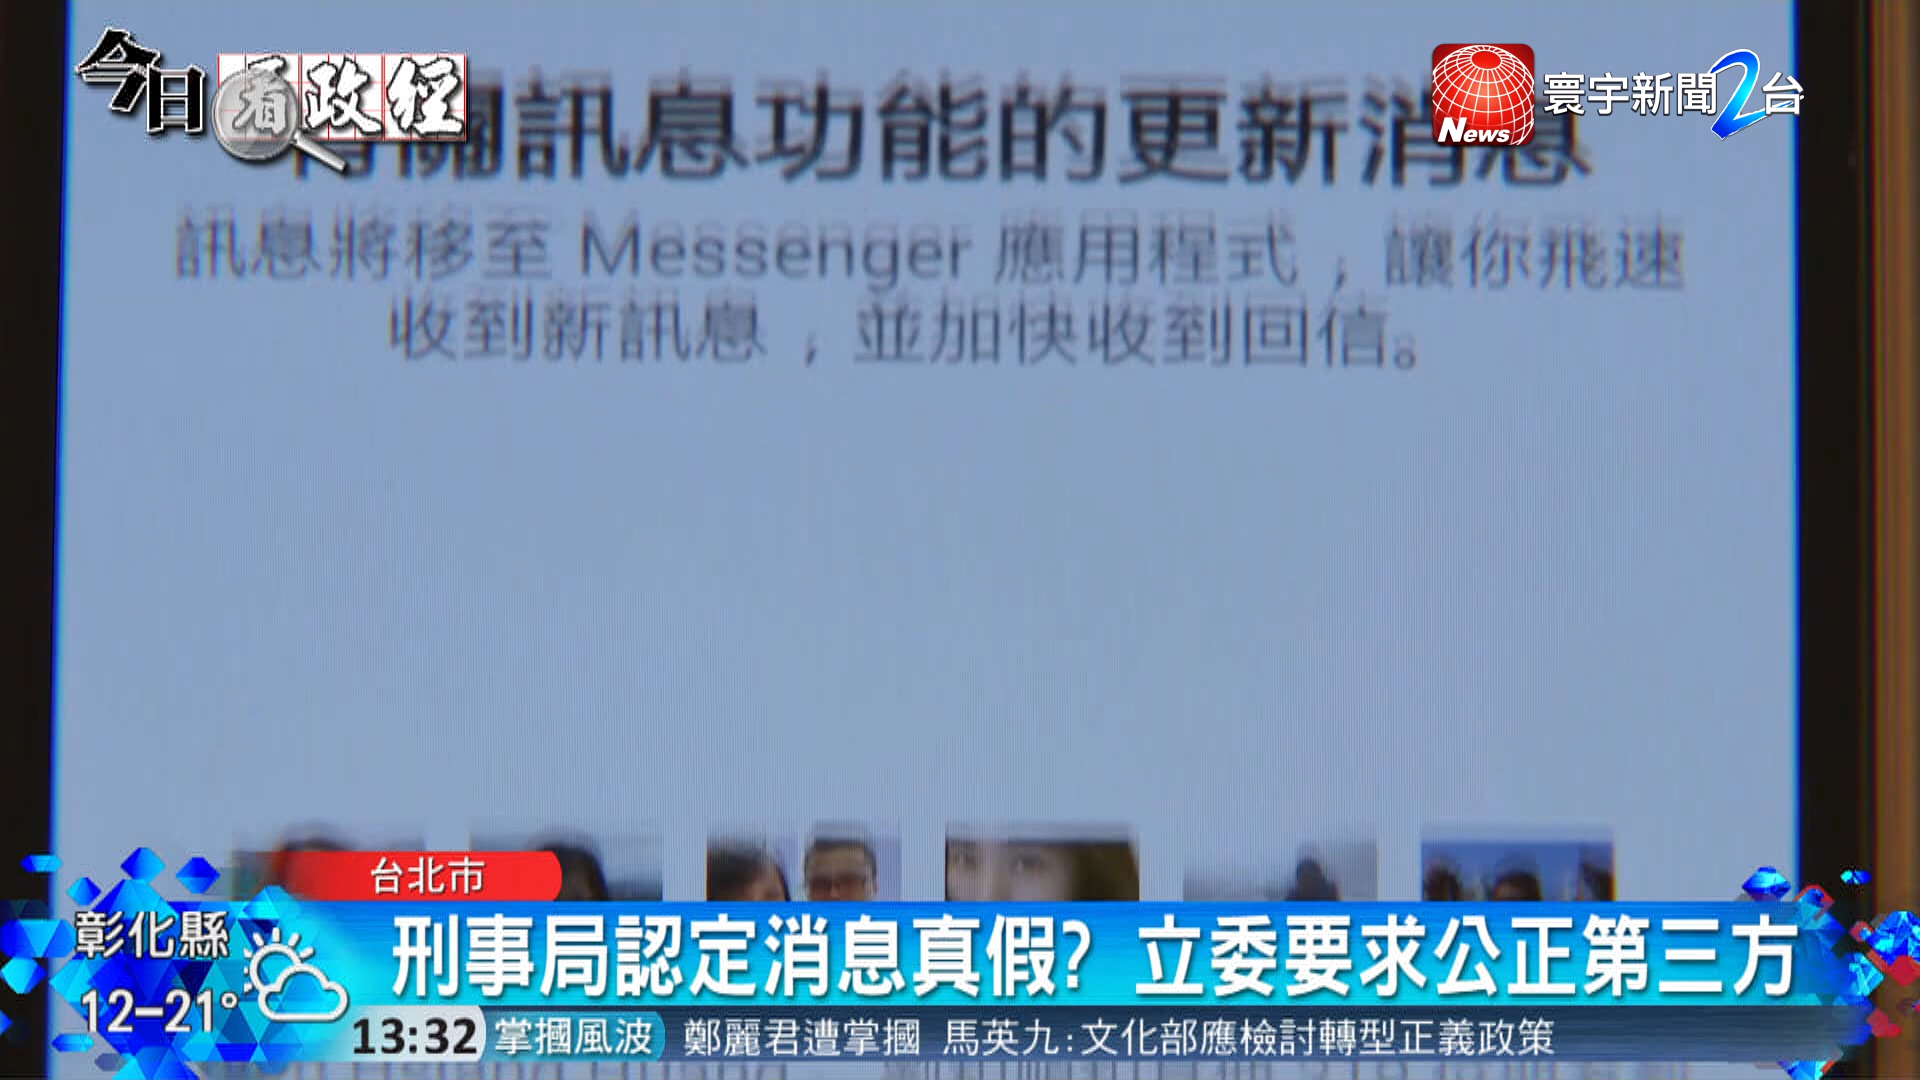 今日看政經
News
寰宇新聞2台
有關訊息功能的更新消息
訊息將移至 Messenger 應用程式，讓你飛速
收到新訊息，並加快收到回信。
台北市
彰化縣
刑事局認定消息真假? 立委要求公正第三方
12-21°
13:32
掌摑風波
鄭麗君遭掌摑 馬英九:文化部應檢討轉型正義政策